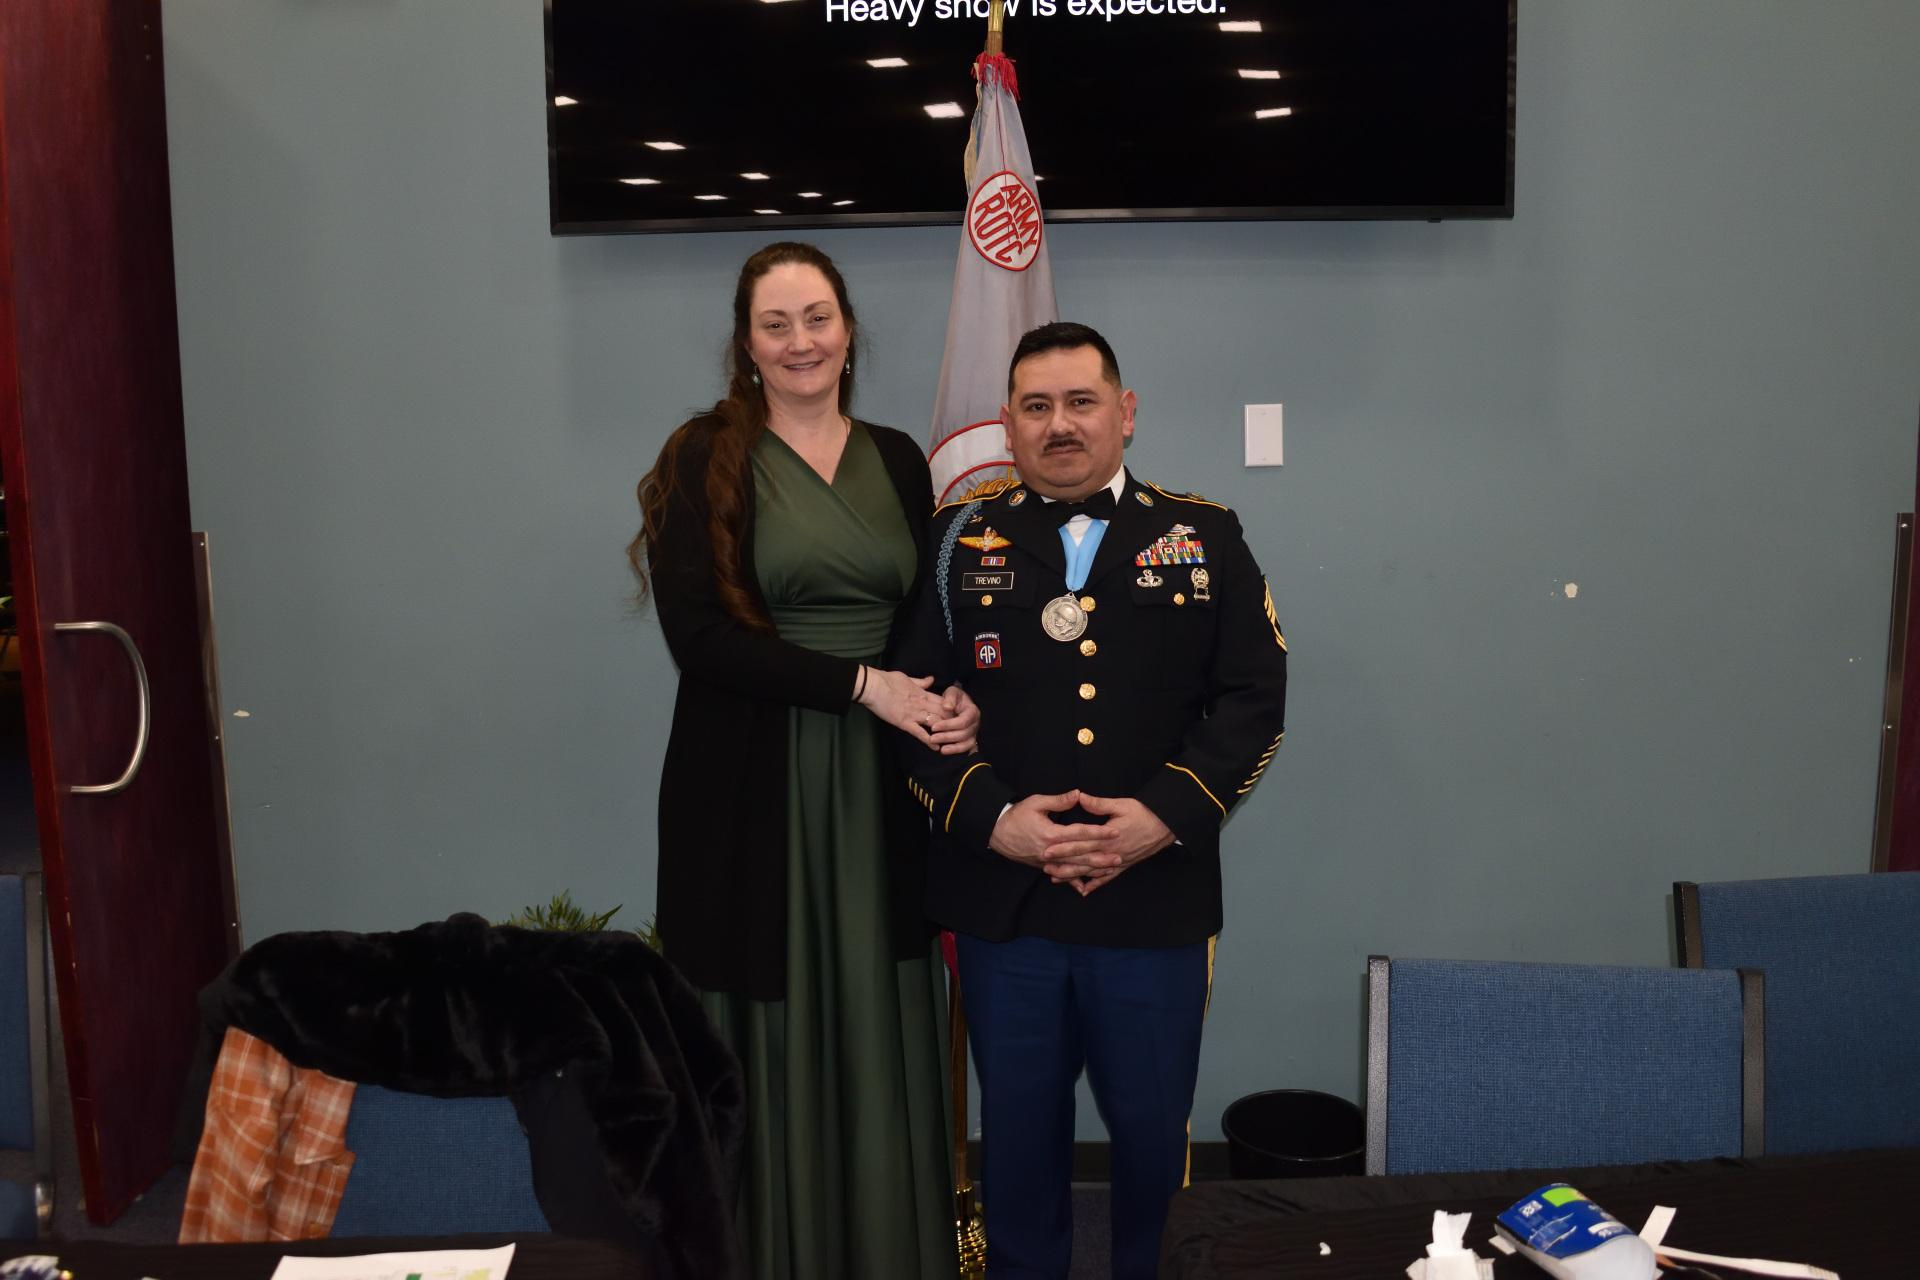 Heavy snow is expected.
ARMY
ROTC
TREVINO
AIRBORNE
AA